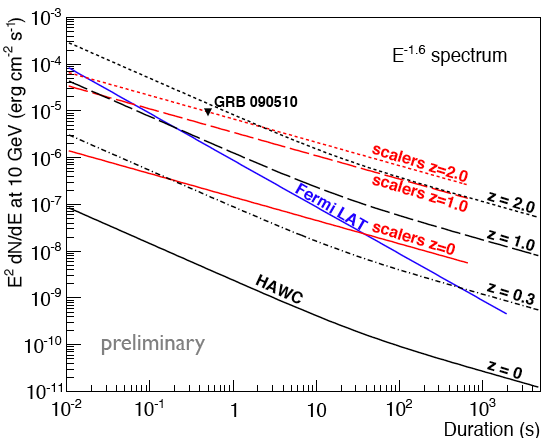 10⁻³
10⁻⁴
10⁻⁵
10⁻⁶
10⁻⁷
10⁻⁸
10⁻⁹
10⁻¹⁰
10⁻¹¹
E² dN/dE at 10 GeV (erg cm⁻² s⁻¹)
E⁻¹·⁶ spectrum
GRB 090510
scalers z=2.0
scalers z=1.0
Fermi LAT
scalers z=0
z = 2.0
z = 1.0
z = 0.3
HAWC
preliminary
z = 0
10⁻²
10⁻¹
1
10
10²
10³
Duration (s)